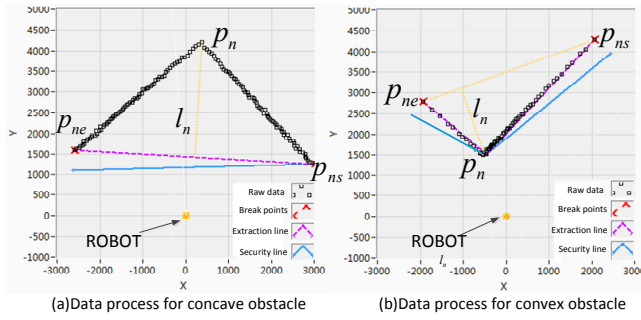 5000
4500
4000
3500
3000
2500
2000
1500
1000
500
0
-500
-1000
Y
-3000 -2000 -1000 0 1000 2000 3000
X
p_n
p_ne
l_n
p_ns
ROBOT
Raw data
Break points
Extraction line
Security line
(a)Data process for concave obstacle
5000
4500
4000
3500
3000
2500
2000
1500
1000
500
0
-500
-1000
Y
-3000 -2000 -1000 0 1000 2000 3000
X
p_ns
p_ne
l_n
p_n
ROBOT
l_n
Raw data
Break points
Extraction line
Security line
(b)Data process for convex obstacle